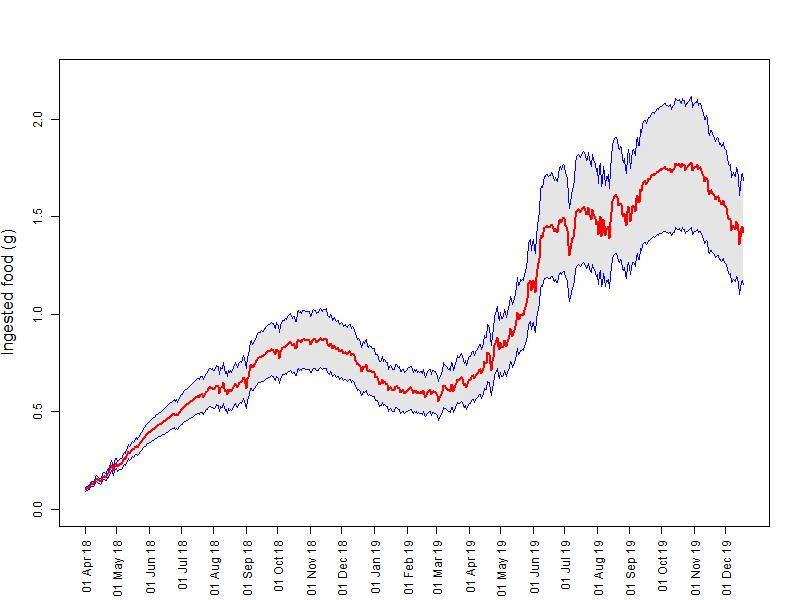 Ingested food (g)
2.0
1.5
1.0
0.5
0.0
01 Apr 18
01 May 18
01 Jun 18
01 Jul 18
01 Aug 18
01 Sep 18
01 Oct 18
01 Nov 18
01 Dec 18
01 Jan 19
01 Feb 19
01 Mar 19
01 Apr 19
01 May 19
01 Jun 19
01 Jul 19
01 Aug 19
01 Sep 19
01 Oct 19
01 Nov 19
01 Dec 19